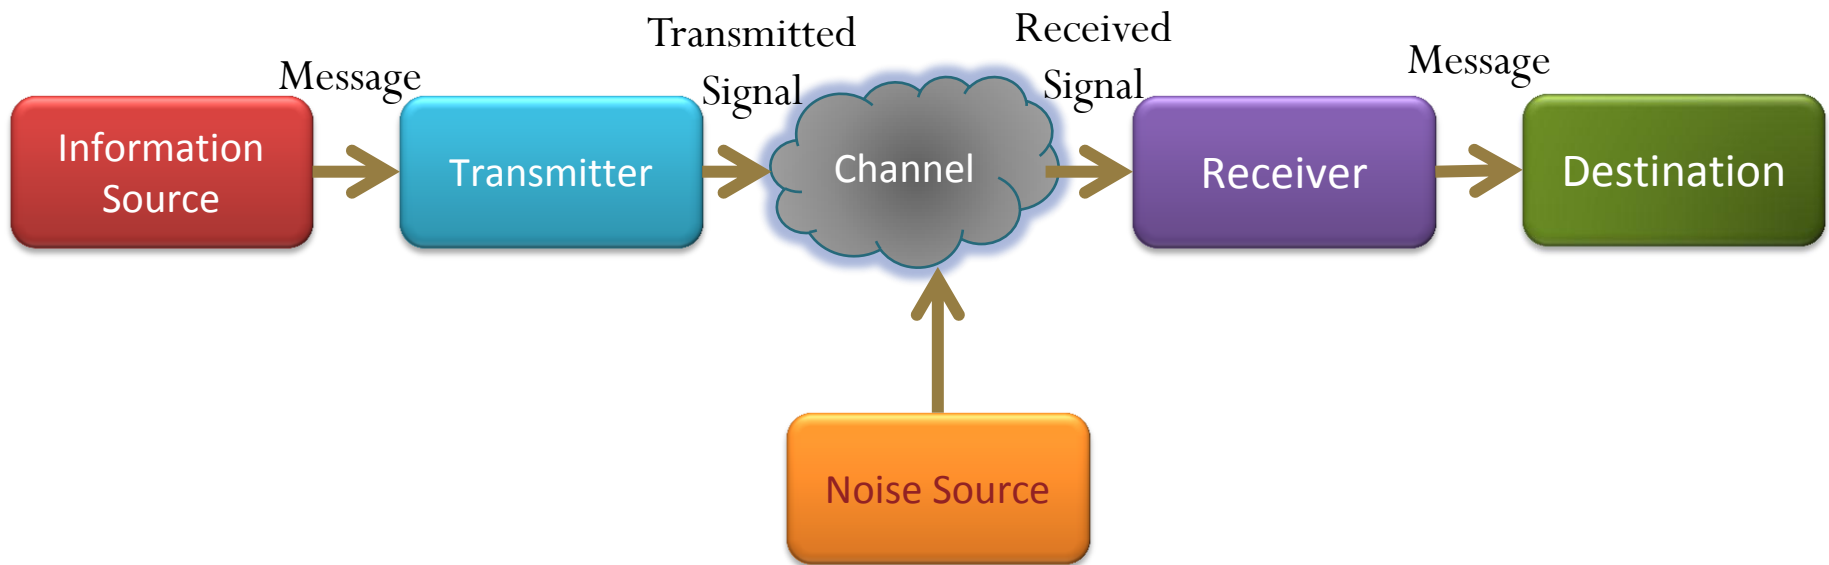 Message
Transmitted
Signal
Received
Signal
Message
Information
Source
Transmitter
Channel
Receiver
Destination
Noise Source